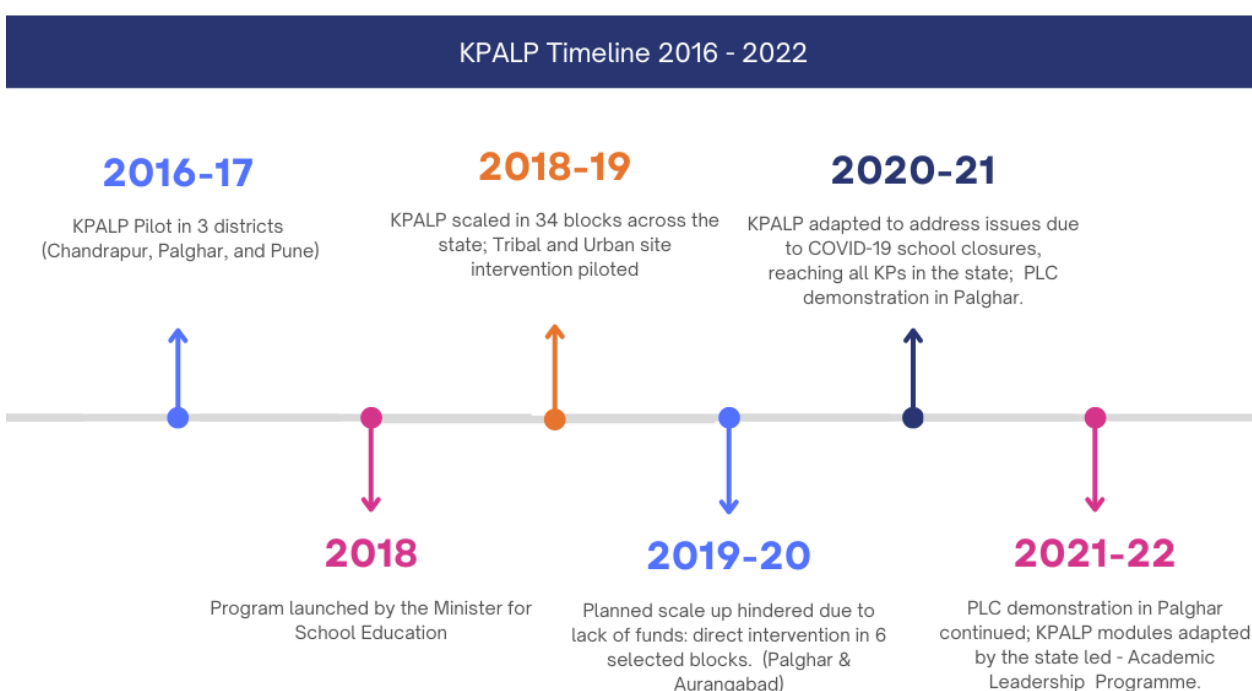 KPALP Timeline 2016 - 2022
2016-17
KPALP Pilot in 3 districts
(Chandrapur, Palghar, and Pune)
2018-19
KPALP scaled in 34 blocks across the
state; Tribal and Urban site
intervention piloted
2020-21
KPALP adapted to address issues due
to COVID-19 school closures,
reaching all KPs in the state; PLC
demonstration in Palghar.
2018
Program launched by the Minister for
School Education
2019-20
Planned scale up hindered due to
lack of funds: direct intervention in 6
selected blocks. (Palghar &
Aurangabad)
2021-22
PLC demonstration in Palghar
continued; KPALP modules adapted
by the state led - Academic
Leadership Programme.